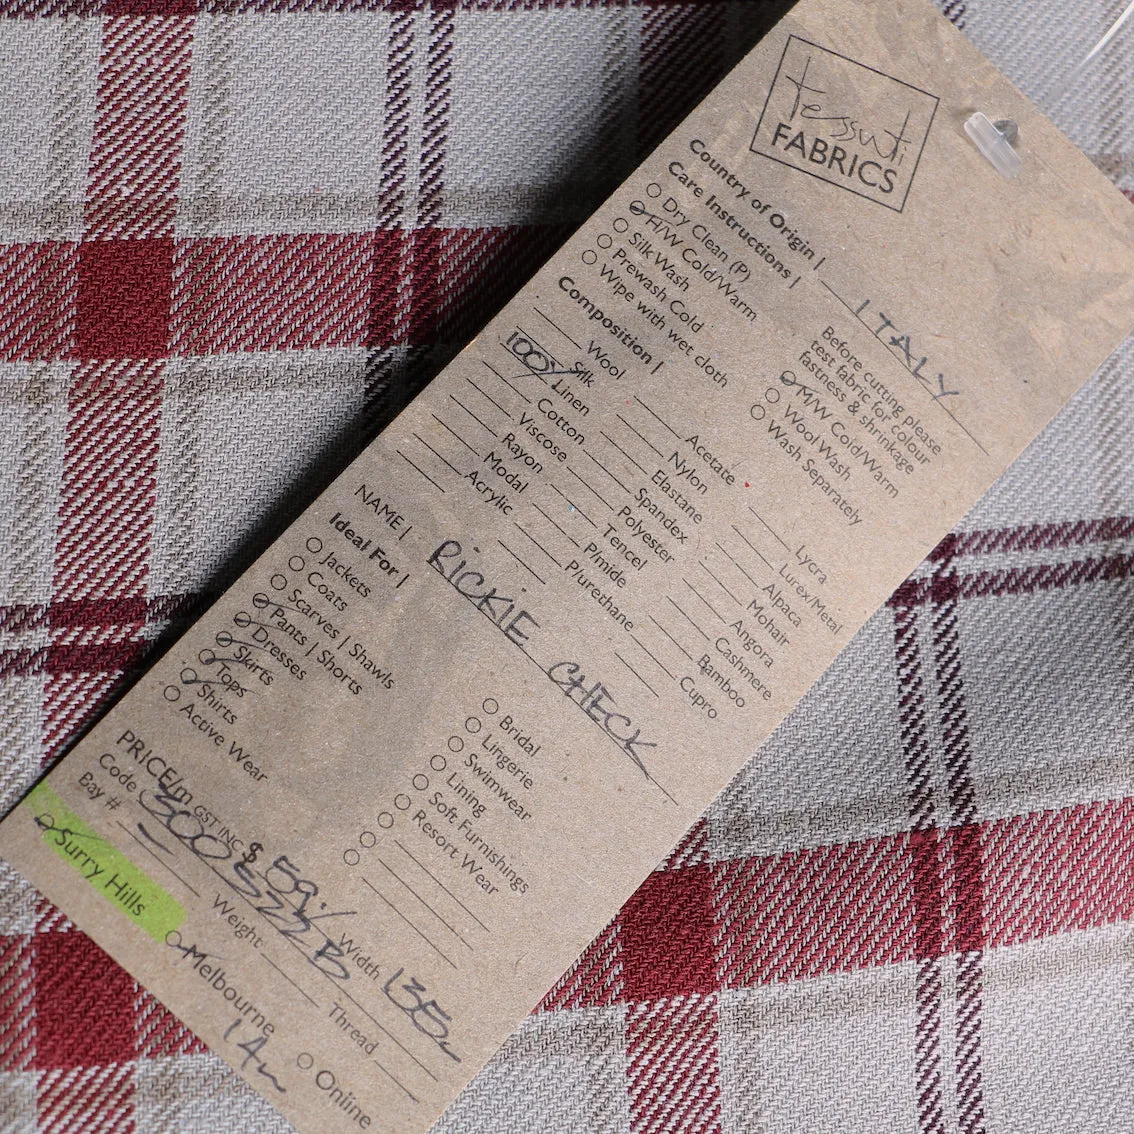 tessuti
FABRICS
Country of Origin | ITALY
Care Instructions |
Dry Clean (P)
H/W Cold/Warm
Silk Wash
Prewash Cold
Wipe with wet cloth
Before cutting please
test fabric for colour
fastness & shrinkage
M/W Cold/Warm
Wool Wash
Wash Separately
Composition |
Wool
Silk
100% Linen
Cotton
Viscose
Rayon
Modal
Acrylic
Acetate
Nylon
Elastane
Spandex
Polyester
Tencel
P/mide
P/urethane
Lycra
Lurex/Metal
Alpaca
Mohair
Angora
Cashmere
Bamboo
Cupro
NAME | RICKIE CHECK
Ideal For |
Jackets
Coats
Scarves | Shawls
Pants | Shorts
Dresses
Skirts
Tops
Shirts
Active Wear
Bridal
Lingerie
Swimwear
Lining
Soft Furnishings
Resort Wear
PRICE/m GST INC $59. Width 135
Code 300522B
Bay # Weight Thread
Surry Hills
Melbourne
Online